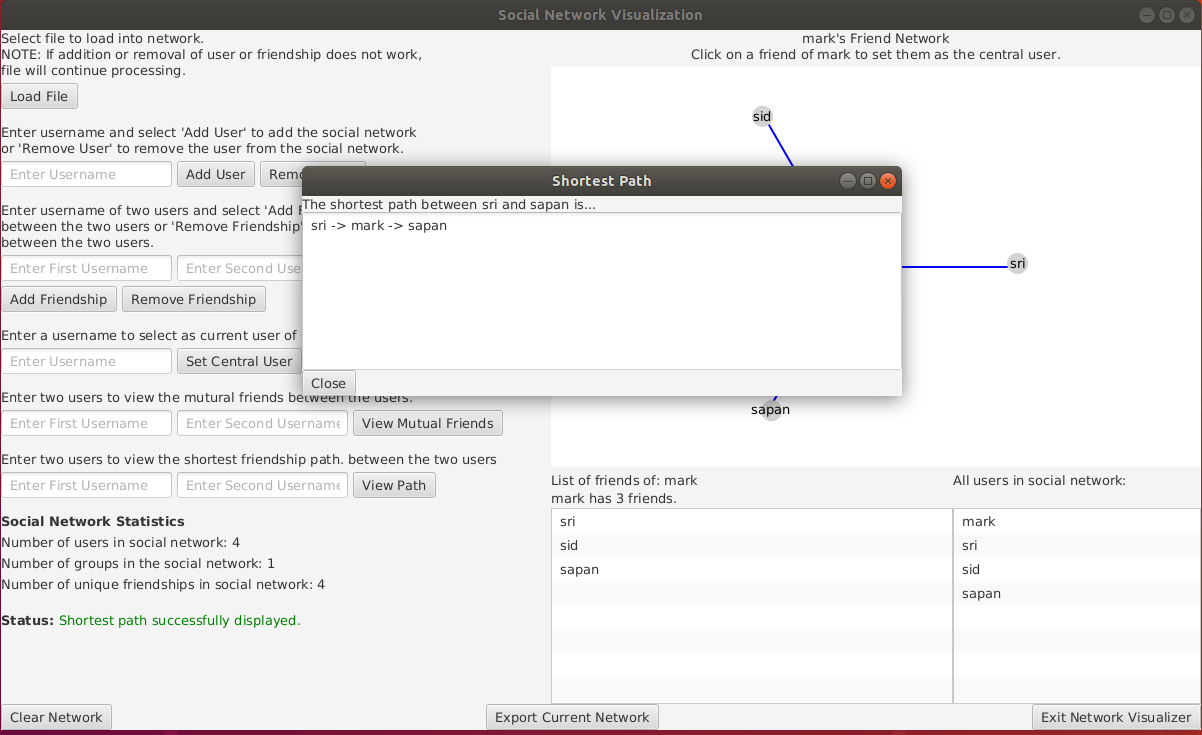 Social Network Visualization
Select file to load into network.
NOTE: If addition or removal of user or friendship does not work,
file will continue processing.
Load File
Enter username and select 'Add User' to add the social network
or 'Remove User' to remove the user from the social network.
Enter Username
Add User
Remo
Enter username of two users and select 'Add F
between the two users or 'Remove Friendship'
between the two users.
Enter First Username
Enter Second Use
Add Friendship
Remove Friendship
Enter a username to select as current user of
Enter Username
Set Central User
Enter two users to view the mutural friends between the users.
Enter First Username
Enter Second Username
View Mutual Friends
Enter two users to view the shortest friendship path. between the two users
Enter First Username
Enter Second Username
View Path
Social Network Statistics
Number of users in social network: 4
Number of groups in the social network: 1
Number of unique friendships in social network: 4
Status: Shortest path successfully displayed.
mark's Friend Network
Click on a friend of mark to set them as the central user.
sid
sri
sapan
Shortest Path
The shortest path between sri and sapan is...
sri -> mark -> sapan
Close
List of friends of: mark
mark has 3 friends.
sri
sid
sapan
All users in social network:
mark
sri
sid
sapan
Clear Network
Export Current Network
Exit Network Visualizer